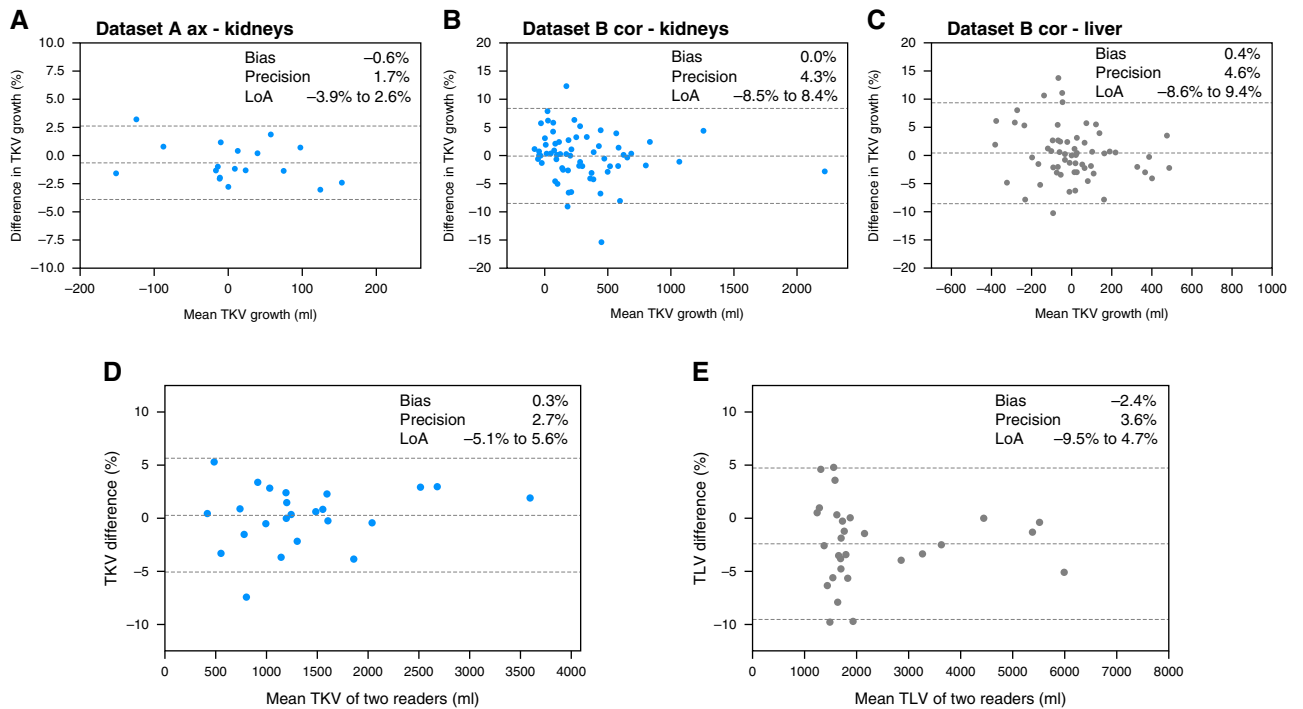 A
Dataset A ax - kidneys
Bias –0.6%
Precision 1.7%
LoA –3.9% to 2.6%
Difference in TKV growth (%)
10.0
7.5
5.0
2.5
0.0
–2.5
–5.0
–7.5
–10.0
–200 –100 0 100 200
Mean TKV growth (ml)
B
Dataset B cor - kidneys
Bias 0.0%
Precision 4.3%
LoA –8.5% to 8.4%
Difference in TKV growth (%)
20
15
10
5
0
–5
–10
–15
–20
0 500 1000 1500 2000
Mean TKV growth (ml)
C
Dataset B cor - liver
Bias 0.4%
Precision 4.6%
LoA –8.6% to 9.4%
Difference in TKV growth (%)
20
15
10
5
0
–5
–10
–15
–20
–600 –400 –200 0 200 400 600 800 1000
Mean TKV growth (ml)
D
Bias 0.3%
Precision 2.7%
LoA –5.1% to 5.6%
TKV difference (%)
10
5
0
–5
–10
0 500 1000 1500 2000 2500 3000 3500 4000
Mean TKV of two readers (ml)
E
Bias –2.4%
Precision 3.6%
LoA –9.5% to 4.7%
TLV difference (%)
10
5
0
–5
–10
0 1000 2000 3000 4000 5000 6000 7000 8000
Mean TLV of two readers (ml)